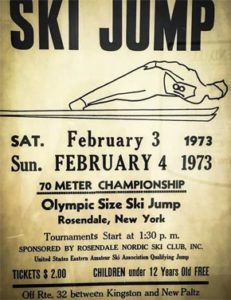 SKI JUMP
8
SAT. February 3 1973
Sun. FEBRUARY 4 1973
70 METER CHAMPIONSHIP
Olympic Size Ski Jump
Rosendale, New York
Tournaments Start at 1:30 p. m.
SPONSORED BY ROSENDALE NORDIC SKI CLUB, INC.
United States Eastern Amateur Ski Association Qualifying Jump
TICKETS $ 2.00 CHILDREN under 12 Years Old FREE
Off Rte. 32 between Kingston and New Paltz